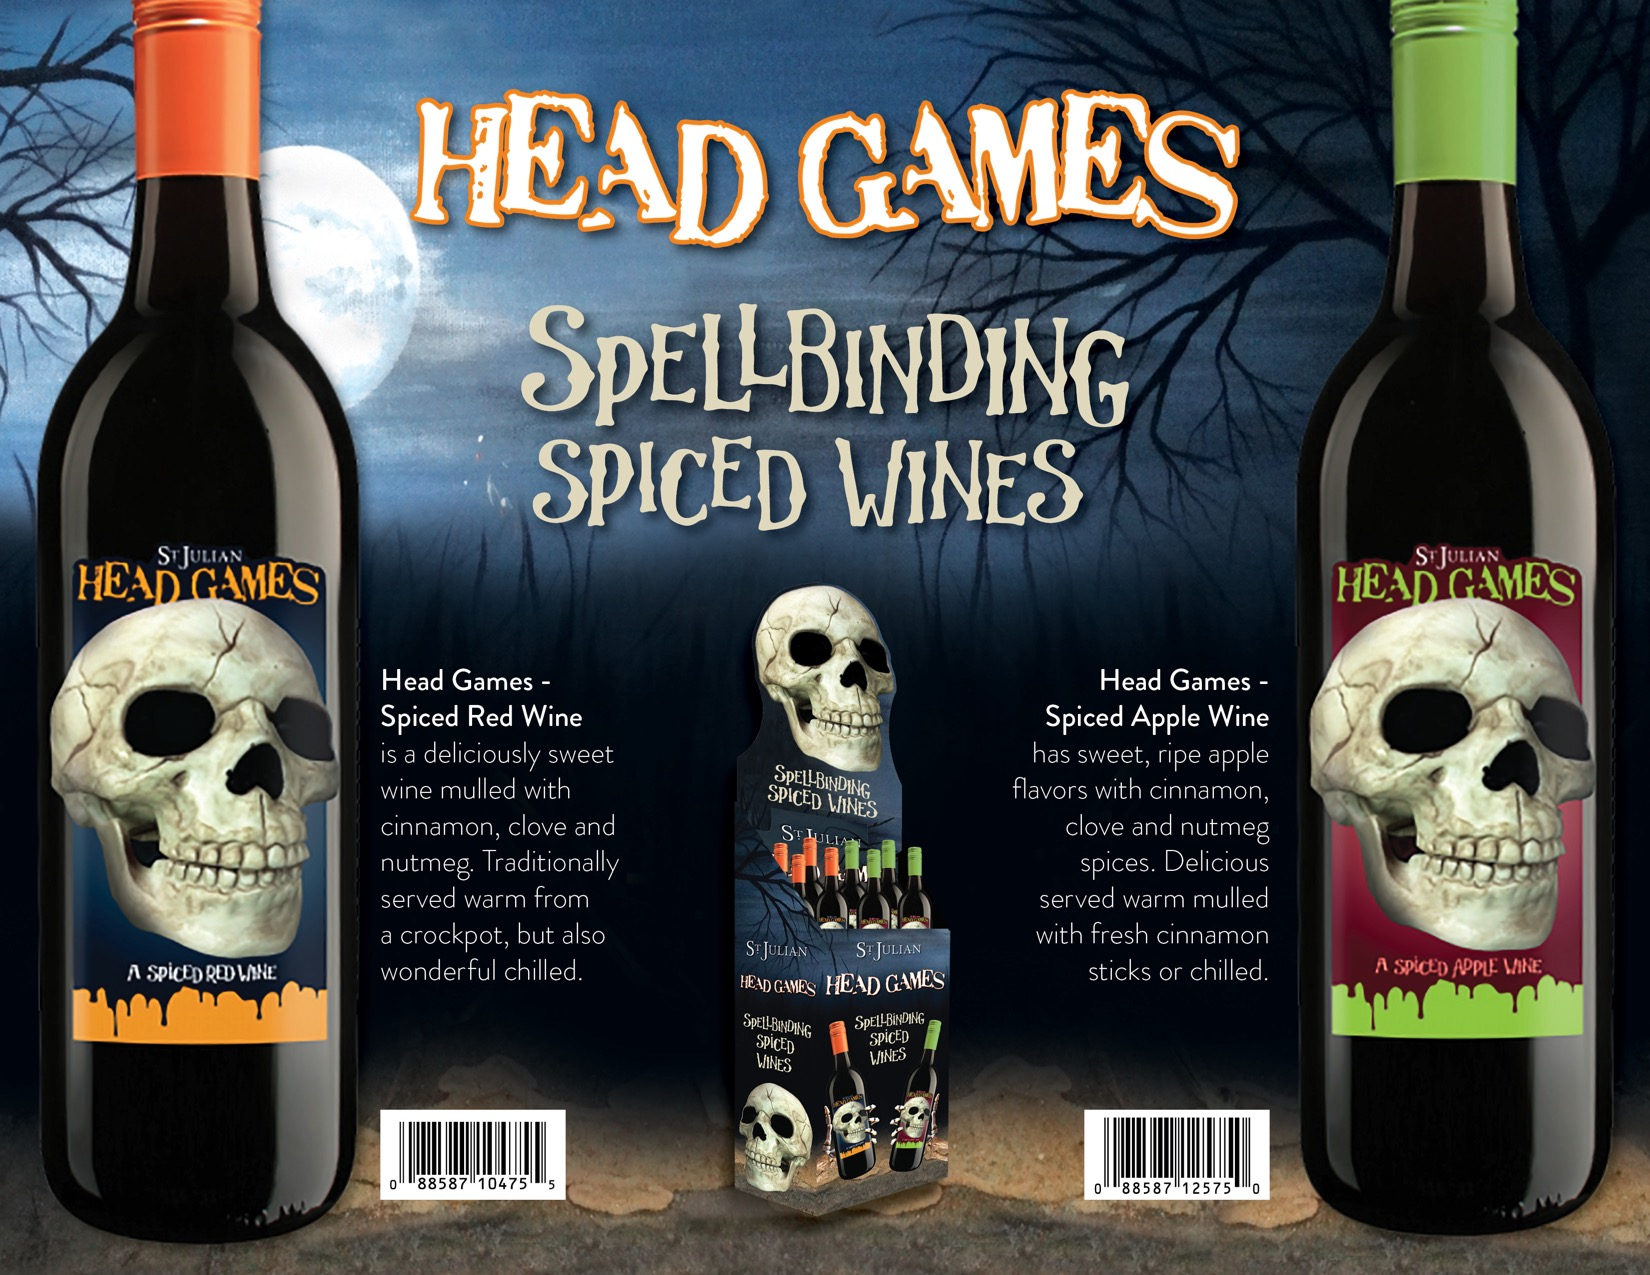 HEAD GAMES
SPELLBINDING
SPICED WINES
ST JULIAN
HEAD GAMES
A SPICED RED WINE
Head Games -
Spiced Red Wine
is a deliciously sweet
wine mulled with
cinnamon, clove and
nutmeg. Traditionally
served warm from
a crockpot, but also
wonderful chilled.
0 88587 10475 5
SPELLBINDING
SPICED WINES
ST JULIAN
ST JULIAN
HEAD GAMES
SPELLBINDING
SPICED
WINES
ST JULIAN
HEAD GAMES
SPELLBINDING
SPICED
WINES
Head Games -
Spiced Apple Wine
has sweet, ripe apple
flavors with cinnamon,
clove and nutmeg
spices. Delicious
served warm mulled
with fresh cinnamon
sticks or chilled.
0 88587 12575 0
ST JULIAN
HEAD GAMES
A SPICED APPLE WINE